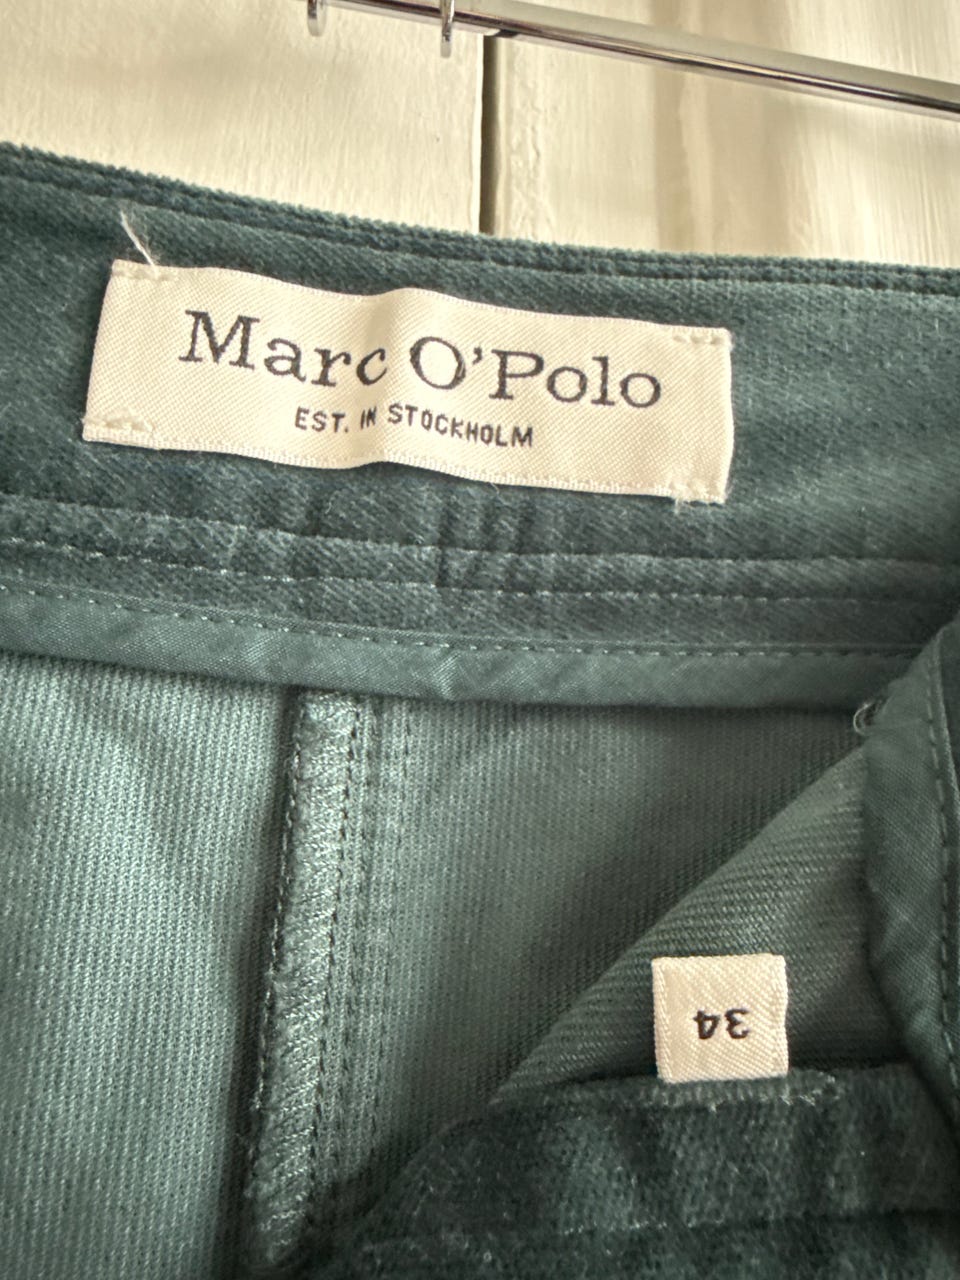 Marc O'Polo
EST. IN STOCKHOLM
34